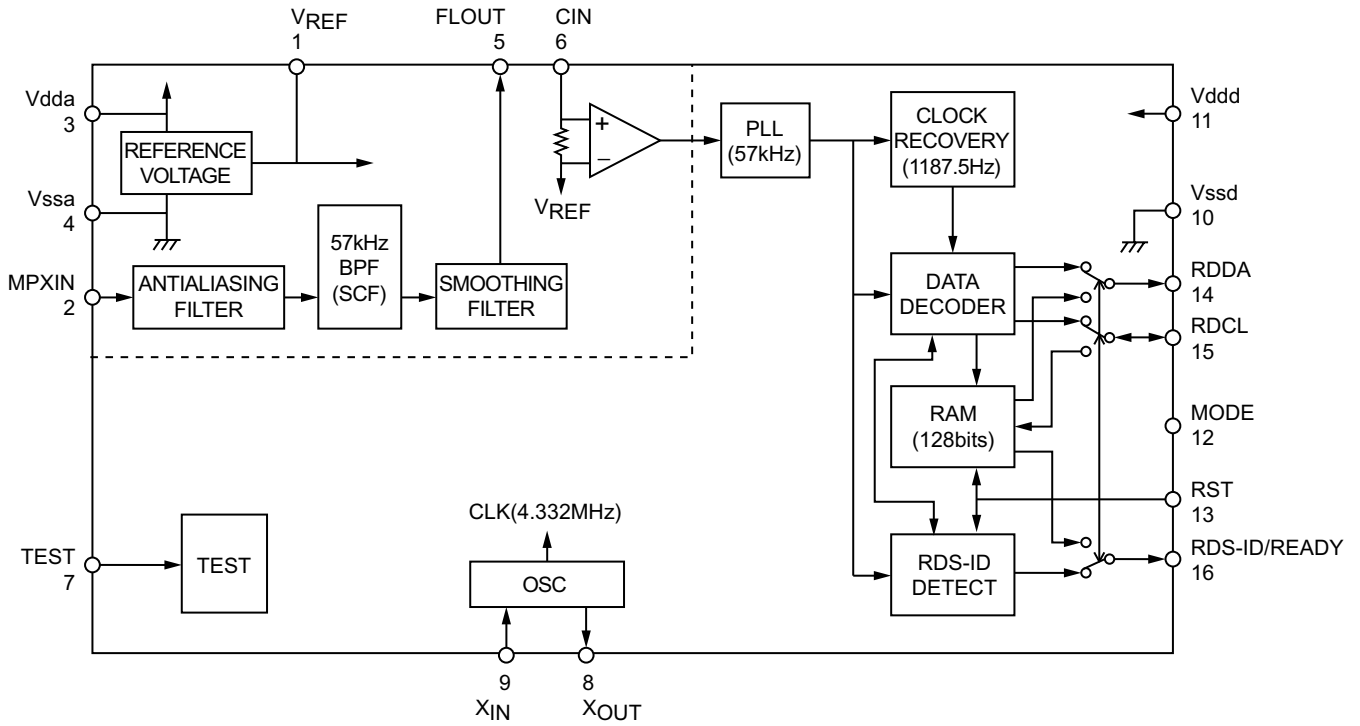 VREF
1
FLOUT
5
CIN
6
Vdda
3
REFERENCE
VOLTAGE
Vssa
4
+
−
VREF
PLL
(57kHz)
CLOCK
RECOVERY
(1187.5Hz)
Vddd
11
Vssd
10
MPXIN
2
ANTIALIASING
FILTER
57kHz
BPF
(SCF)
SMOOTHING
FILTER
DATA
DECODER
RDDA
14
RDCL
15
RAM
(128bits)
MODE
12
RST
13
TEST
7
TEST
CLK(4.332MHz)
OSC
RDS-ID
DETECT
RDS-ID/READY
16
9
XIN
8
XOUT